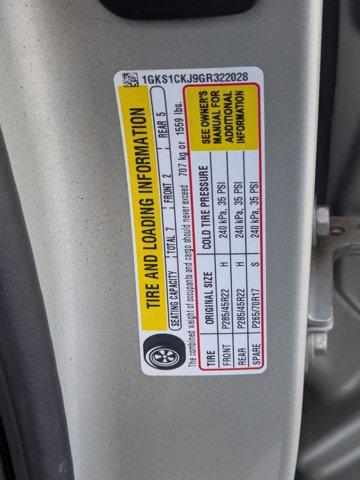 1GKS1CKJ9GR322028
TIRE AND LOADING INFORMATION
SEATING CAPACITY TOTAL 7 FRONT 2 REAR 5
The combined weight of occupants and cargo should never exceed 707 kg or 1559 lbs.
TIRE ORIGINAL SIZE COLD TIRE PRESSURE
FRONT P285/45R22 H 240 kPa, 35 PSI
REAR P285/45R22 H 240 kPa, 35 PSI
SPARE P265/70R17 S 240 kPa, 35 PSI
SEE OWNER'S
MANUAL FOR
ADDITIONAL
INFORMATION